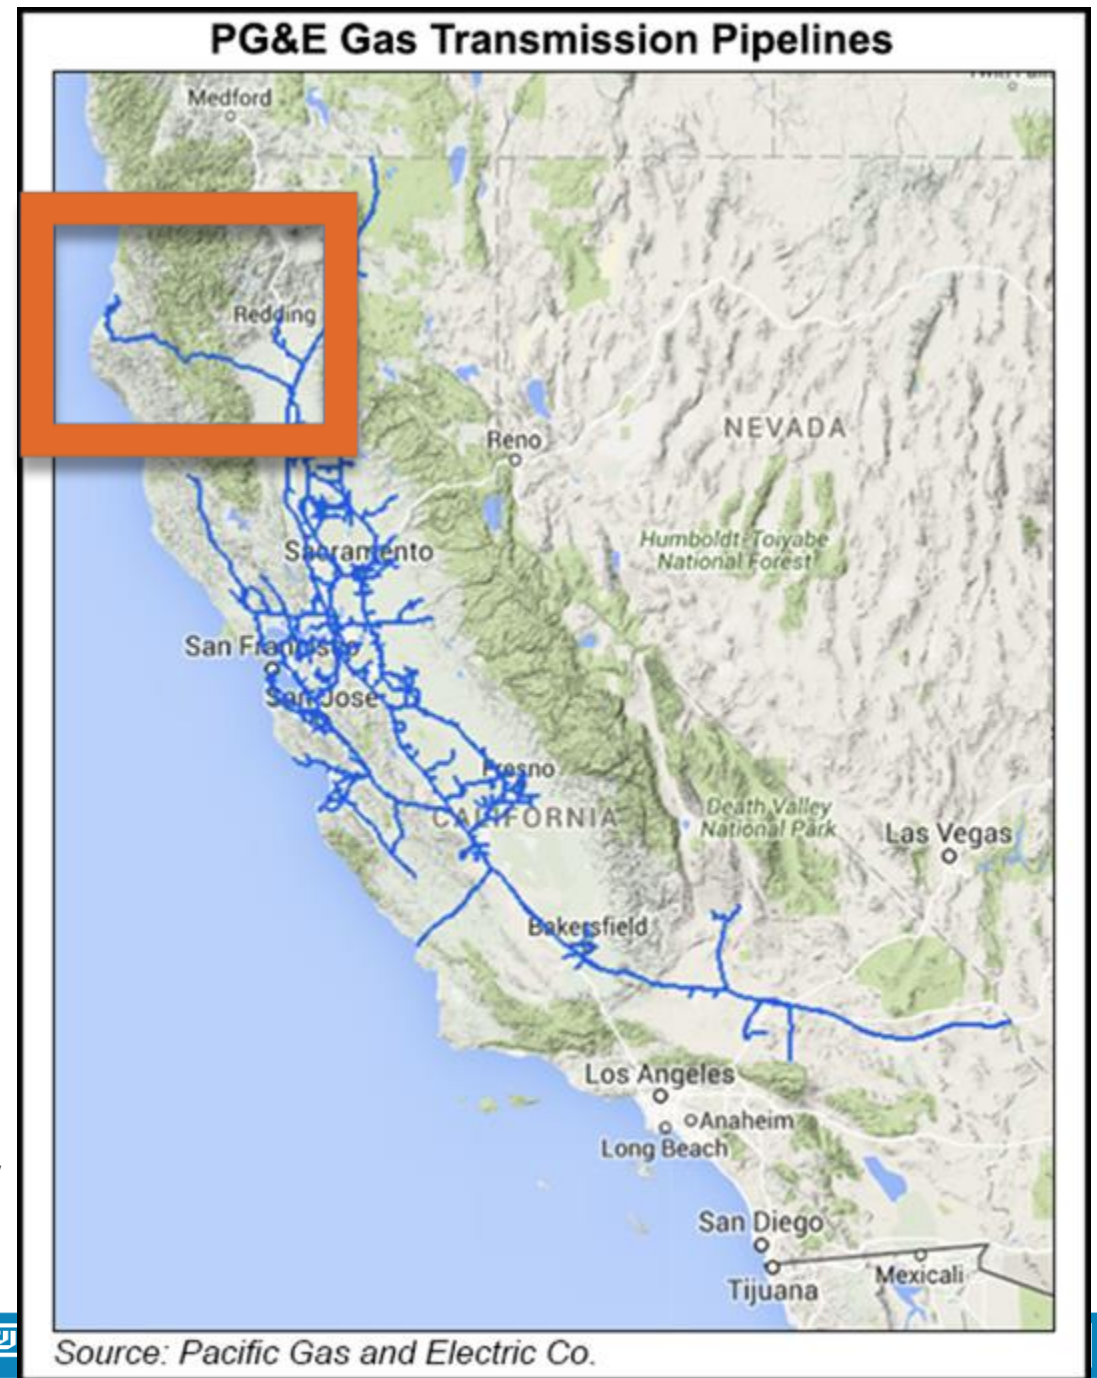 PG&E Gas Transmission Pipelines
Medford
Redding
Reno
NEVADA
Humboldt-Toiyabe
National Forest
Sacramento
San Francisco
San Jose
Fresno
CALIFORNIA
Death Valley
National Park
Las Vegas
Bakersfield
Los Angeles
Anaheim
Long Beach
San Diego
Tijuana
Mexicali
Source: Pacific Gas and Electric Co.